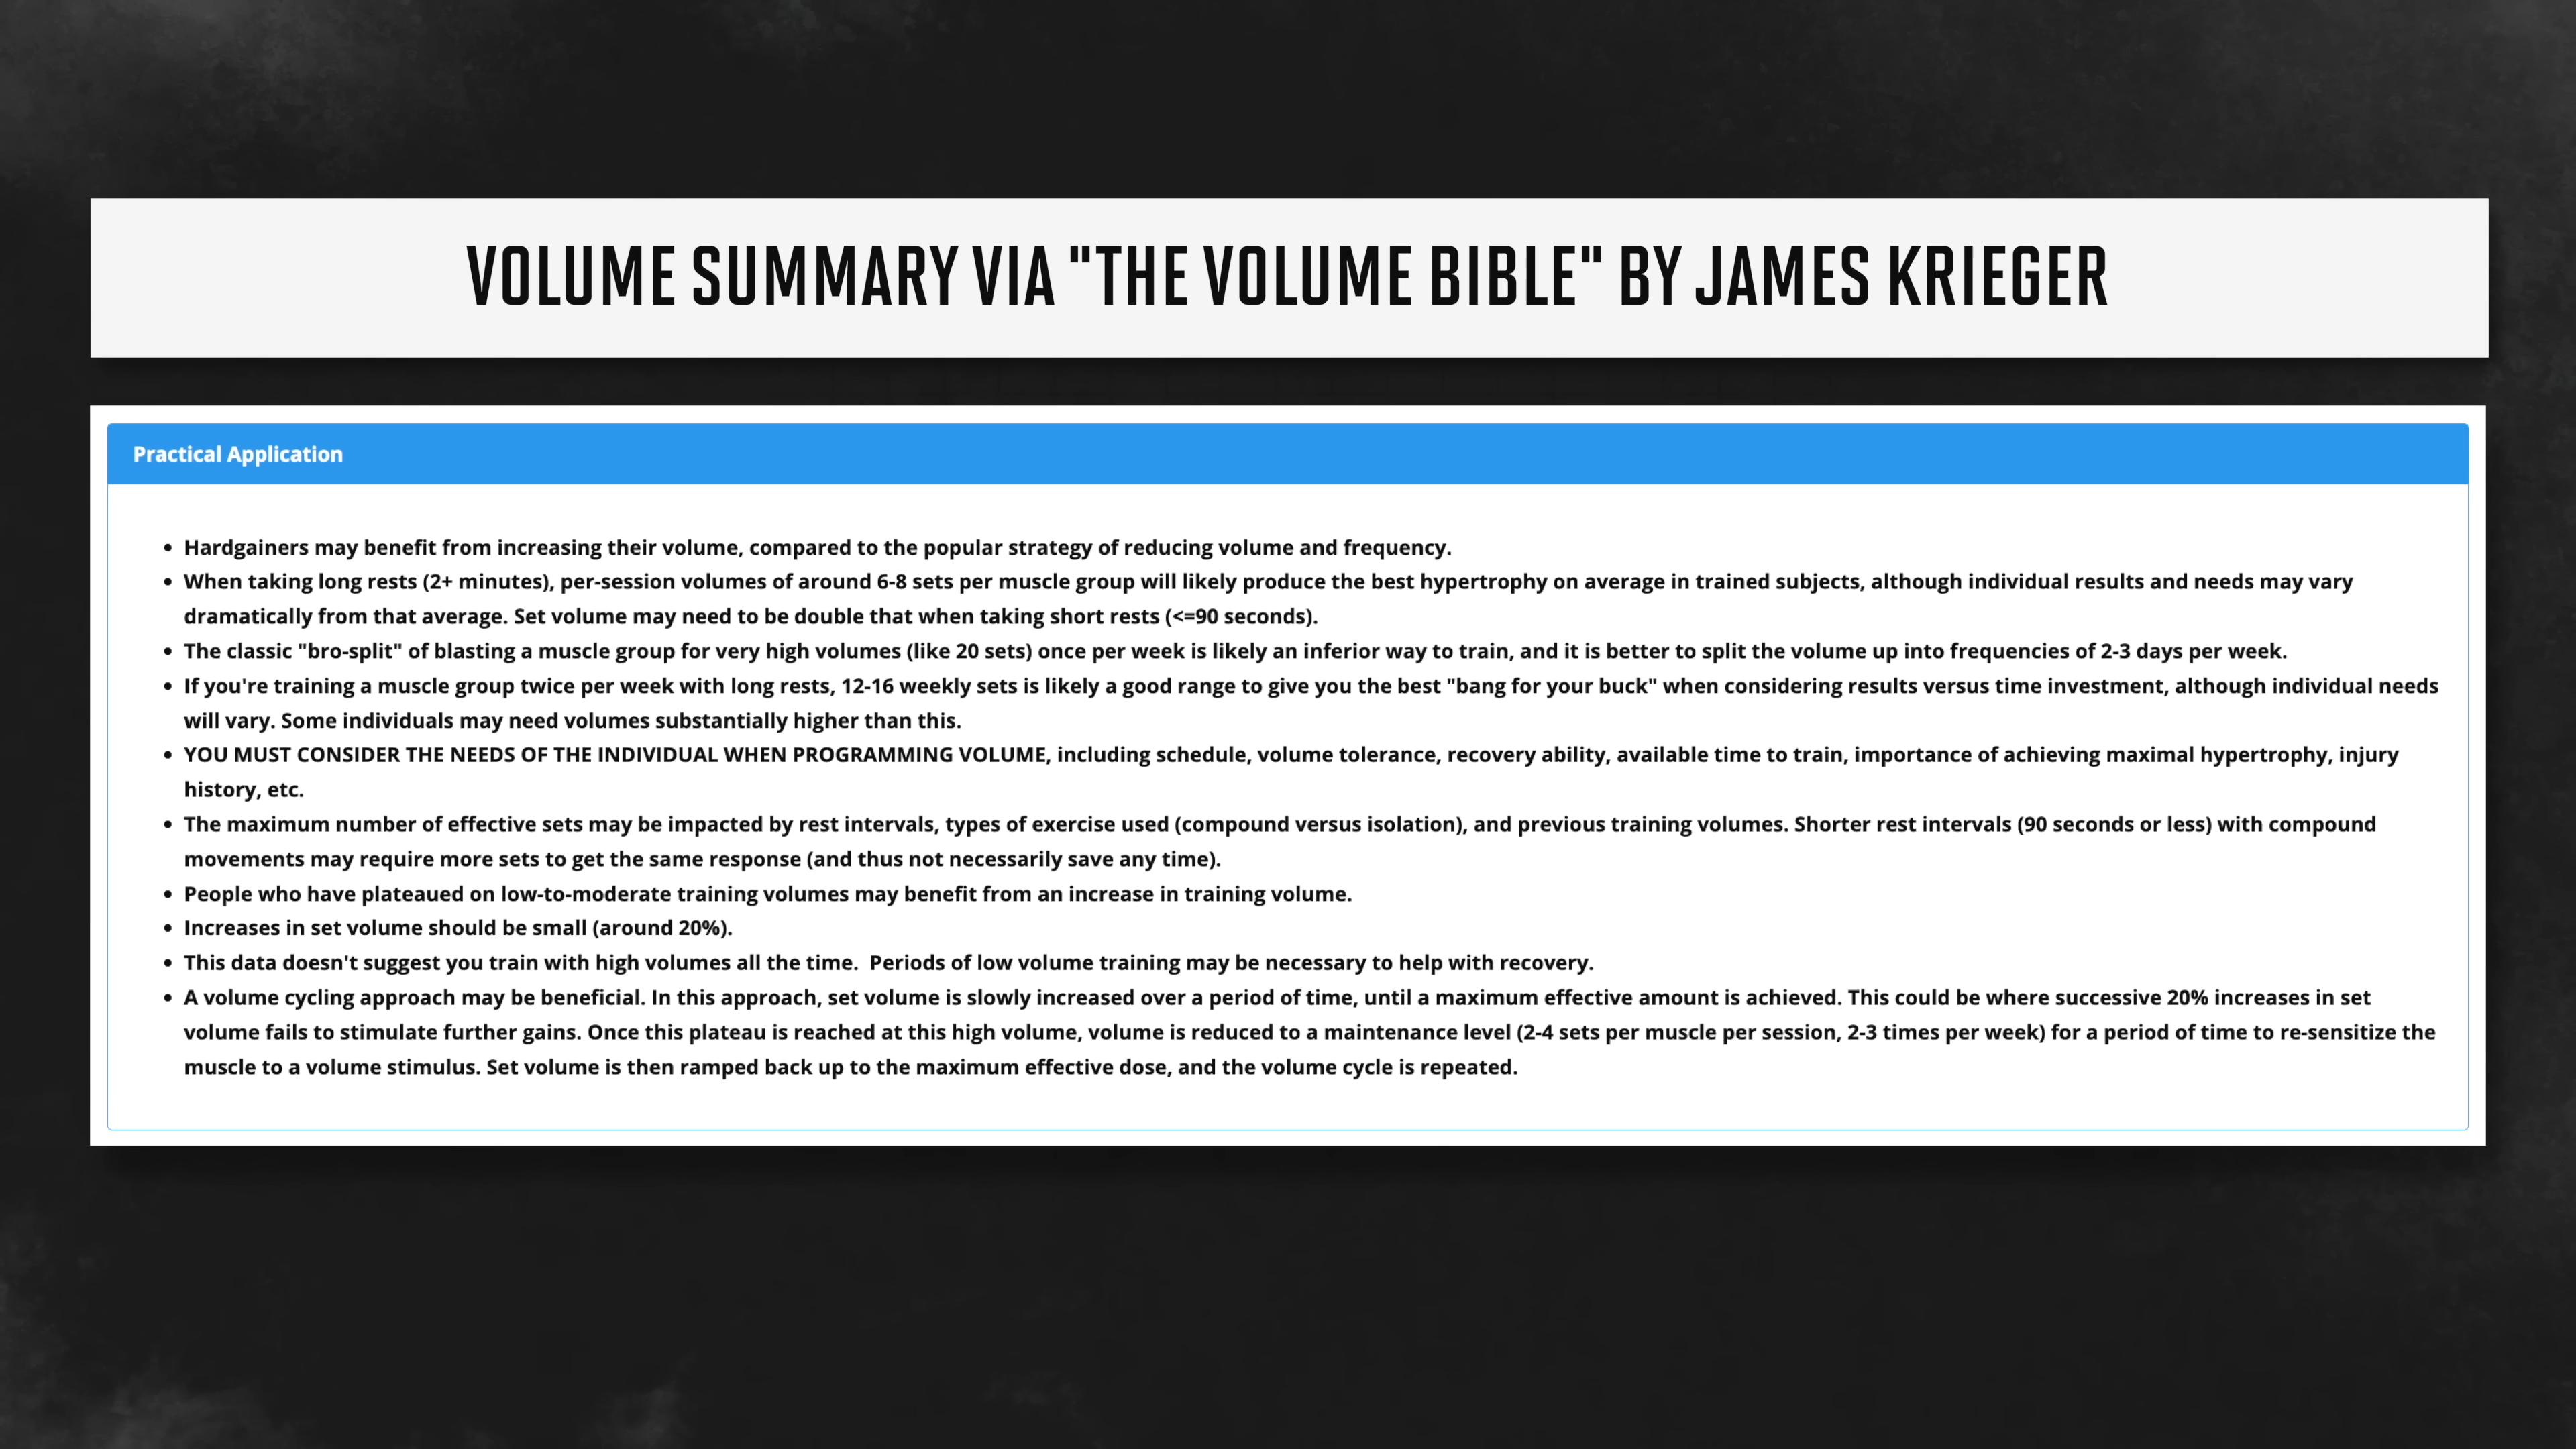 VOLUME SUMMARY VIA "THE VOLUME BIBLE" BY JAMES KRIEGER
Practical Application
• Hardgainers may benefit from increasing their volume, compared to the popular strategy of reducing volume and frequency.
• When taking long rests (2+ minutes), per-session volumes of around 6-8 sets per muscle group will likely produce the best hypertrophy on average in trained subjects, although individual results and needs may vary
dramatically from that average. Set volume may need to be double that when taking short rests (<=90 seconds).
• The classic "bro-split" of blasting a muscle group for very high volumes (like 20 sets) once per week is likely an inferior way to train, and it is better to split the volume up into frequencies of 2-3 days per week.
• If you're training a muscle group twice per week with long rests, 12-16 weekly sets is likely a good range to give you the best "bang for your buck" when considering results versus time investment, although individual needs
will vary. Some individuals may need volumes substantially higher than this.
• YOU MUST CONSIDER THE NEEDS OF THE INDIVIDUAL WHEN PROGRAMMING VOLUME, including schedule, volume tolerance, recovery ability, available time to train, importance of achieving maximal hypertrophy, injury
history, etc.
• The maximum number of effective sets may be impacted by rest intervals, types of exercise used (compound versus isolation), and previous training volumes. Shorter rest intervals (90 seconds or less) with compound
movements may require more sets to get the same response (and thus not necessarily save any time).
• People who have plateaued on low-to-moderate training volumes may benefit from an increase in training volume.
• Increases in set volume should be small (around 20%).
• This data doesn't suggest you train with high volumes all the time.  Periods of low volume training may be necessary to help with recovery.
• A volume cycling approach may be beneficial. In this approach, set volume is slowly increased over a period of time, until a maximum effective amount is achieved. This could be where successive 20% increases in set
volume fails to stimulate further gains. Once this plateau is reached at this high volume, volume is reduced to a maintenance level (2-4 sets per muscle per session, 2-3 times per week) for a period of time to re-sensitize the
muscle to a volume stimulus. Set volume is then ramped back up to the maximum effective dose, and the volume cycle is repeated.